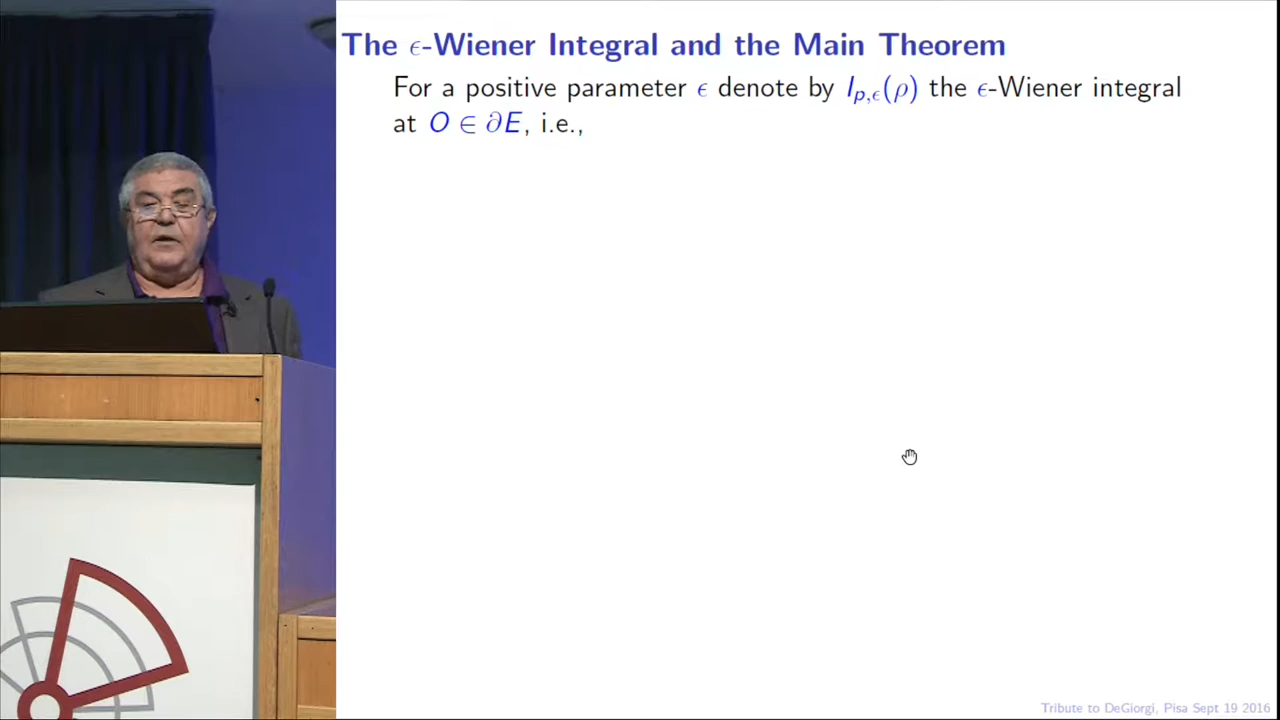 The ϵ-Wiener Integral and the Main Theorem
For a positive parameter ϵ denote by I_{p,ϵ}(ρ) the ϵ-Wiener integral
at O ∈ ∂E, i.e.,
Tribute to DeGiorgi, Pisa Sept 19 2016